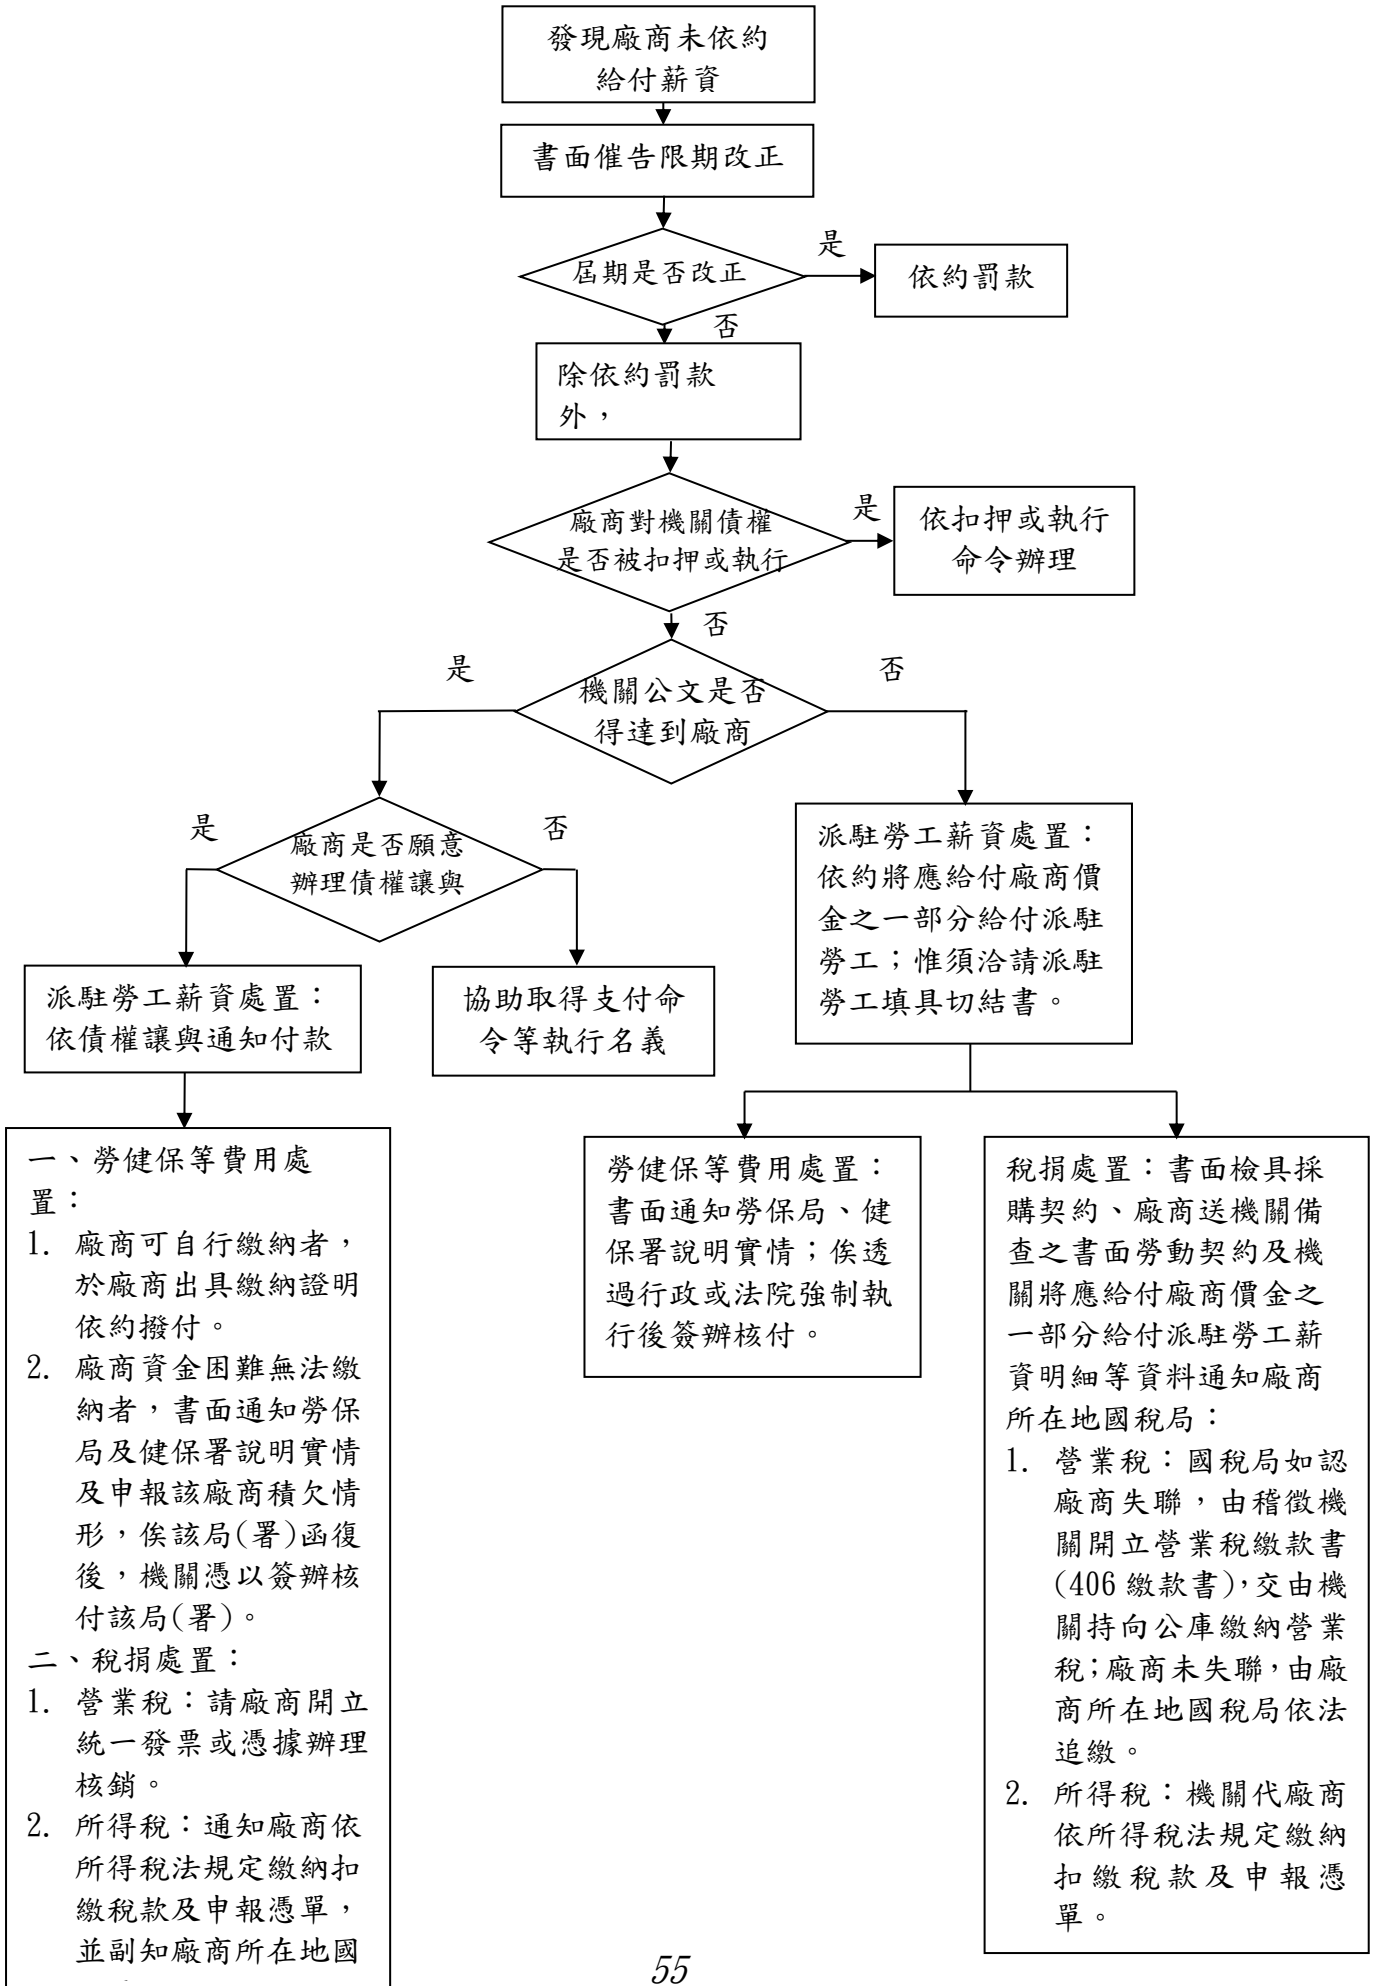 發現廠商未依約
給付薪資
書面催告限期改正
屆期是否改正
是
依約罰款
否
除依約罰款
外，
廠商對機關債權
是否被扣押或執行
是
依扣押或執行
命令辦理
否
機關公文是否
得達到廠商
是
否
廠商是否願意
辦理債權讓與
是
否
派駐勞工薪資處置：
依債權讓與通知付款
協助取得支付命
令等執行名義
派駐勞工薪資處置：
依約將應給付廠商價
金之一部分給付派駐
勞工；惟須洽請派駐
勞工填具切結書。
一、勞健保等費用處
置：
1. 廠商可自行繳納者，
於廠商出具繳納證明
依約撥付。
2. 廠商資金困難無法繳
納者，書面通知勞保
局及健保署說明實情
及申報該廠商積欠情
形，俟該局(署)函復
後，機關憑以簽辦核
付該局(署)。
二、稅捐處置：
1. 營業稅：請廠商開立
統一發票或憑據辦理
核銷。
2. 所得稅：通知廠商依
所得稅法規定繳納扣
繳稅款及申報憑單，
並副知廠商所在地國
勞健保等費用處置：
書面通知勞保局、健
保署說明實情；俟透
過行政或法院強制執
行後簽辦核付。
稅捐處置：書面檢具採
購契約、廠商送機關備
查之書面勞動契約及機
關將應給付廠商價金之
一部分給付派駐勞工薪
資明細等資料通知廠商
所在地國稅局：
1. 營業稅：國稅局如認
廠商失聯，由稽徵機
關開立營業稅繳款書
(406 繳款書)，交由機
關持向公庫繳納營業
稅；廠商未失聯，由廠
商所在地國稅局依法
追繳。
2. 所得稅：機關代廠商
依所得稅法規定繳納
扣繳稅款及申報憑
單。
55